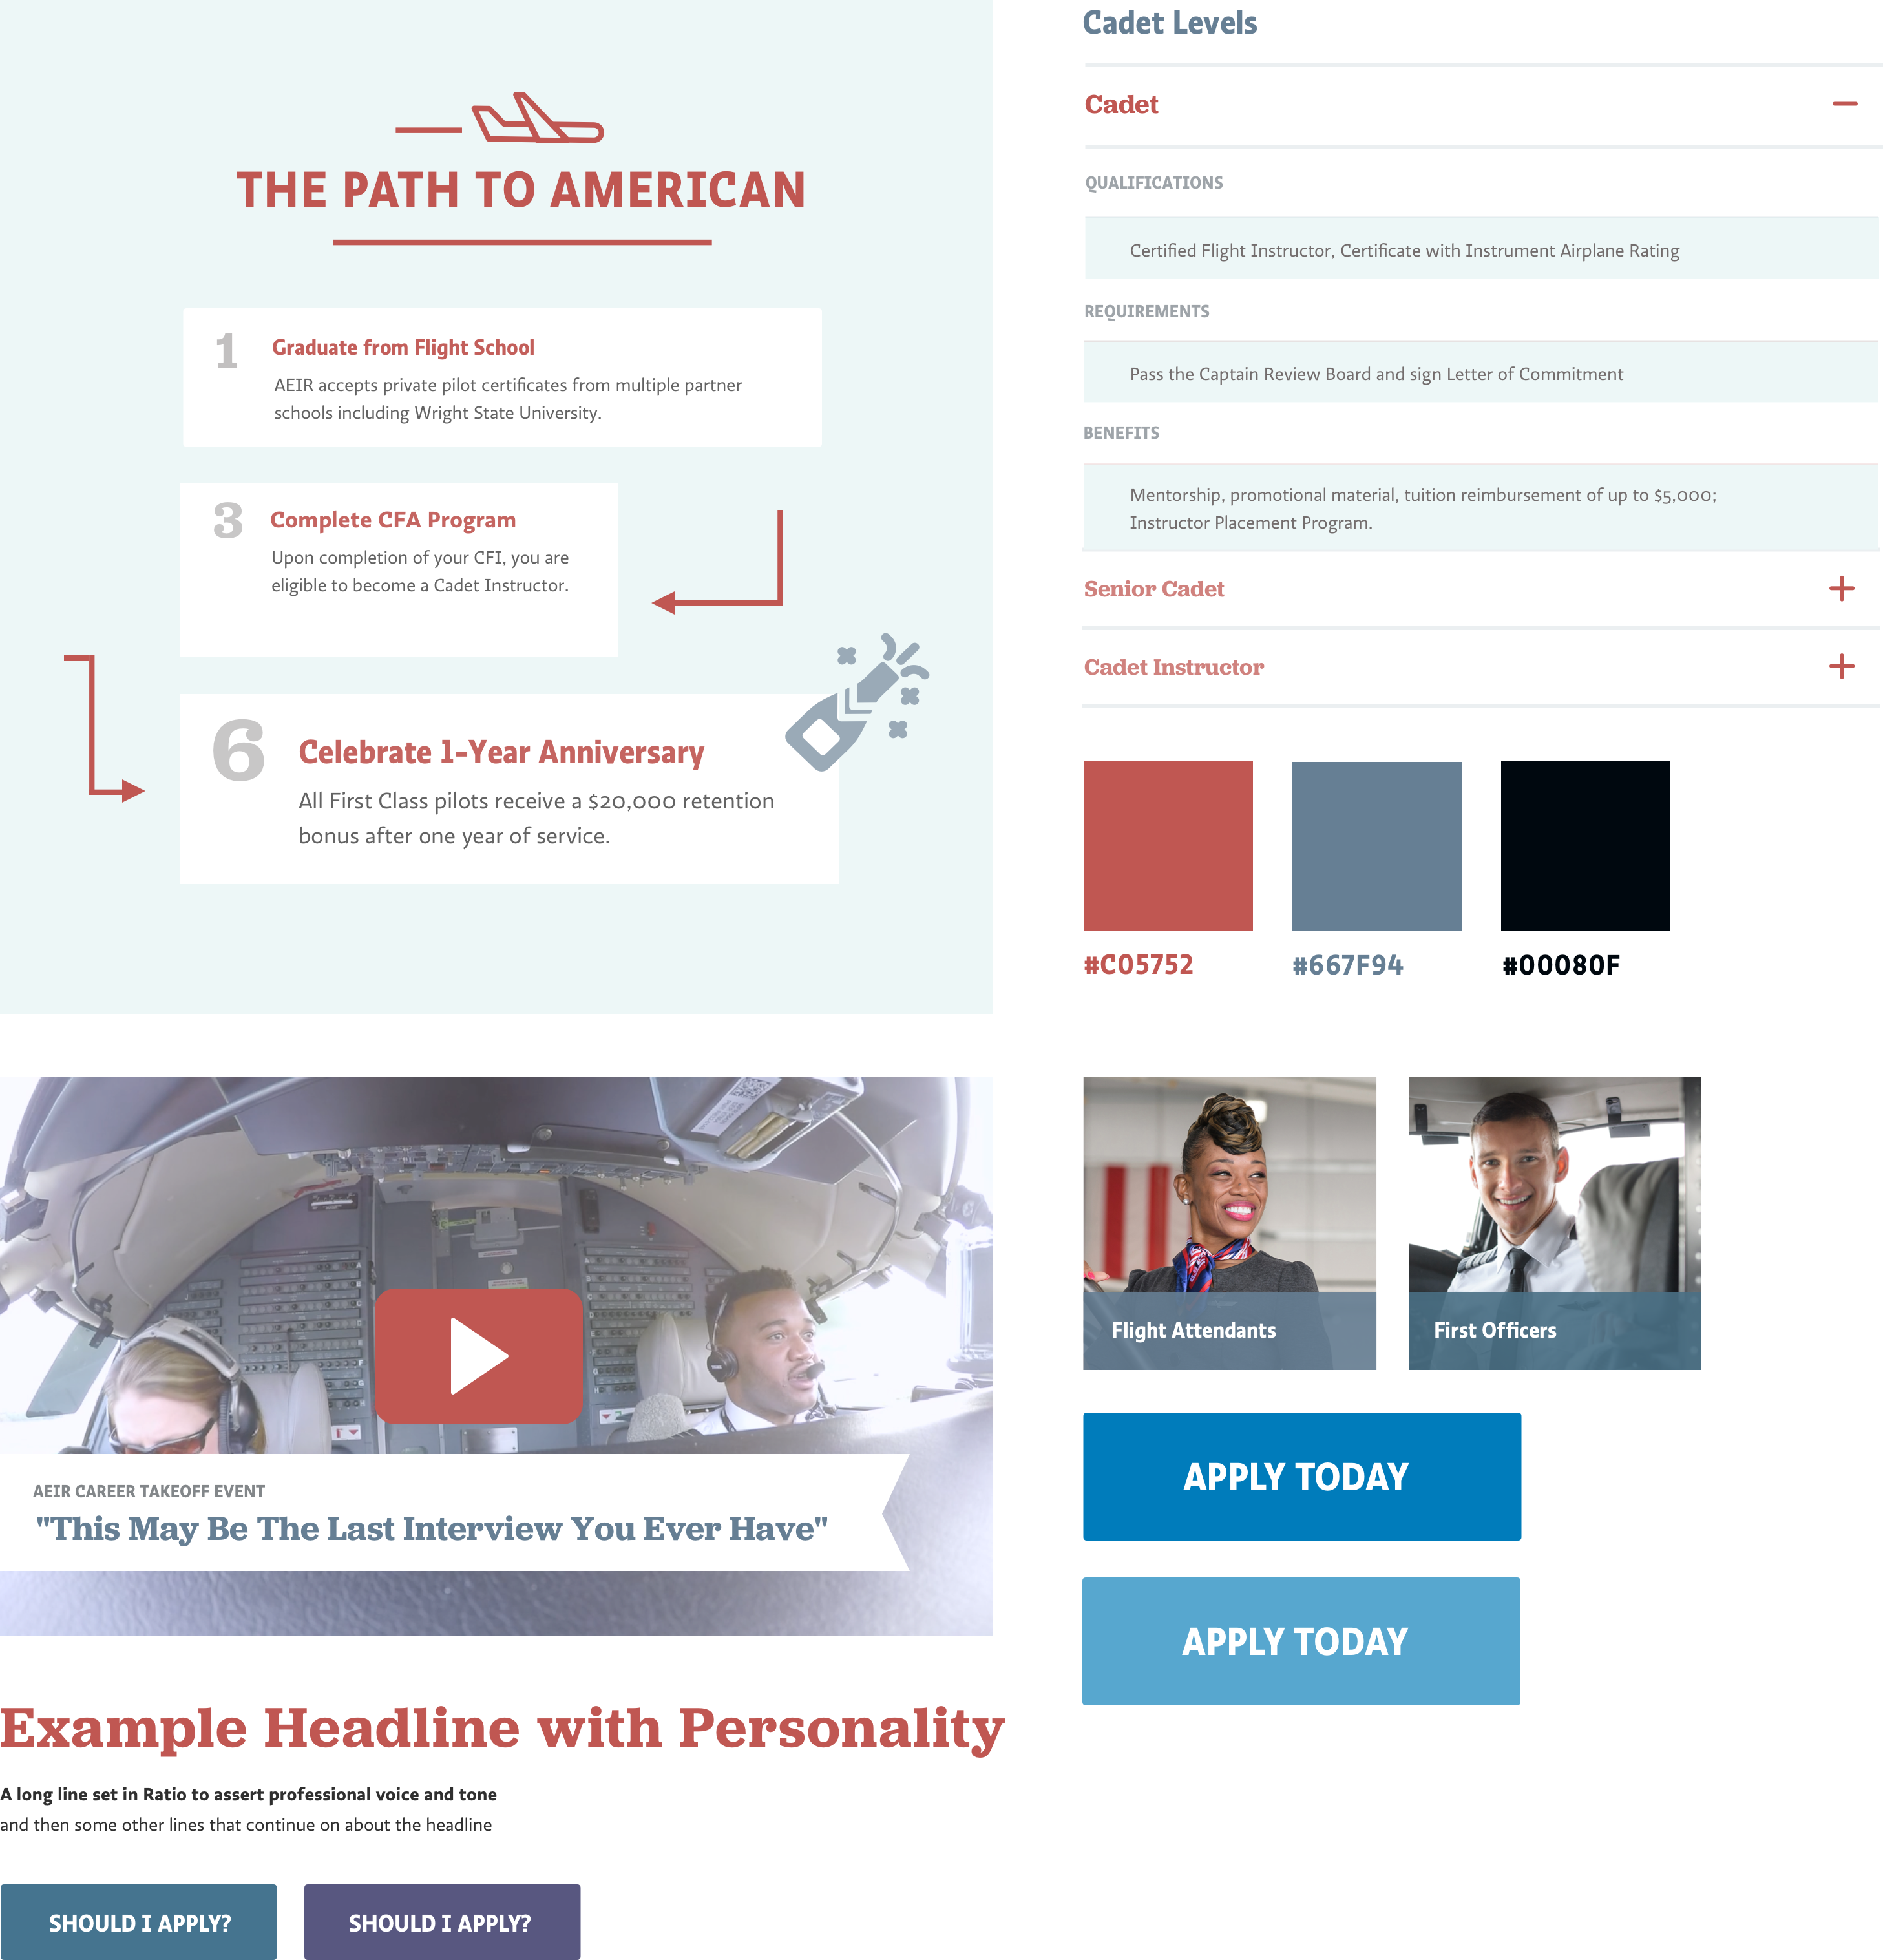 THE PATH TO AMERICAN
1
Graduate from Flight School
AEIR accepts private pilot certificates from multiple partner
schools including Wright State University.
3
Complete CFA Program
Upon completion of your CFI, you are
eligible to become a Cadet Instructor.
6
Celebrate 1-Year Anniversary
All First Class pilots receive a $20,000 retention
bonus after one year of service.
Cadet Levels
Cadet
QUALIFICATIONS
Certified Flight Instructor, Certificate with Instrument Airplane Rating
REQUIREMENTS
Pass the Captain Review Board and sign Letter of Commitment
BENEFITS
Mentorship, promotional material, tuition reimbursement of up to $5,000;
Instructor Placement Program.
Senior Cadet
Cadet Instructor
#C05752
#667F94
#00080F
AEIR CAREER TAKEOFF EVENT
"This May Be The Last Interview You Ever Have"
Flight Attendants
First Officers
APPLY TODAY
APPLY TODAY
Example Headline with Personality
A long line set in Ratio to assert professional voice and tone
and then some other lines that continue on about the headline
SHOULD I APPLY?
SHOULD I APPLY?